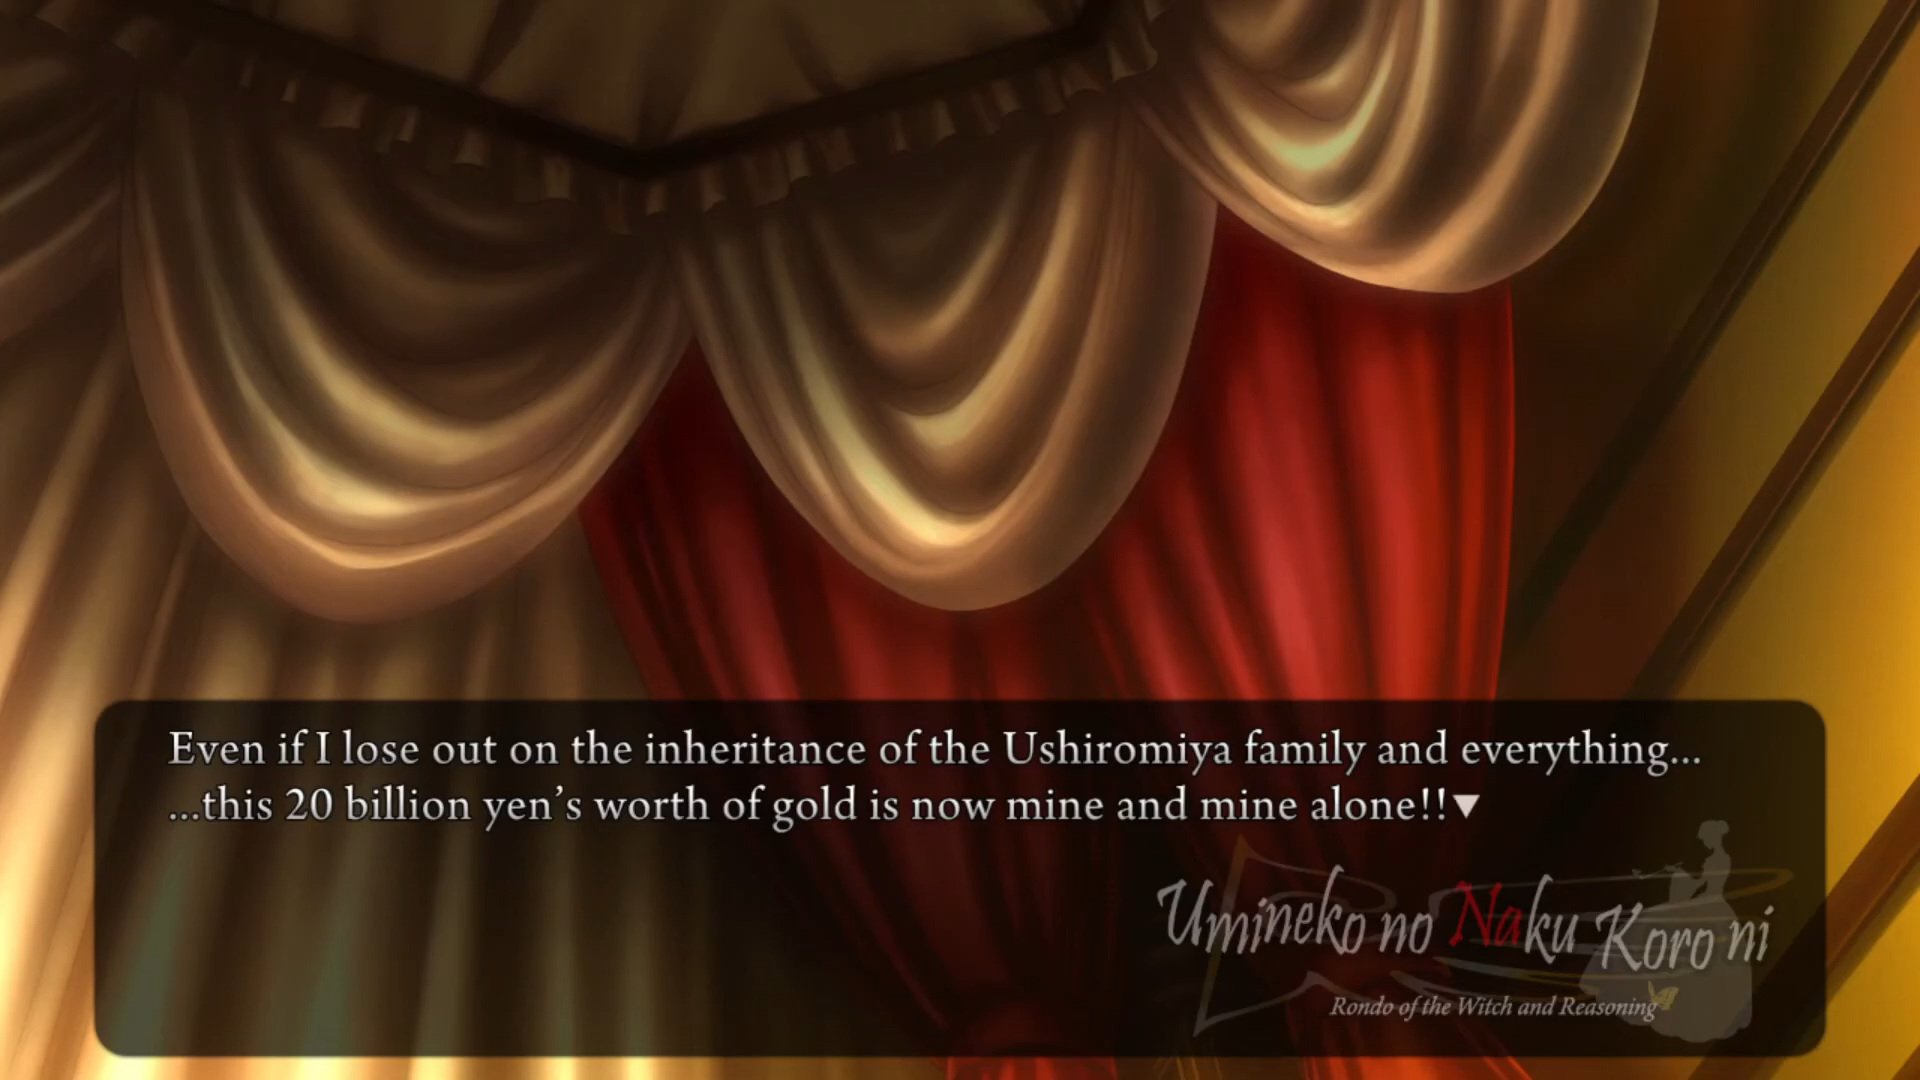 Even if I lose out on the inheritance of the Ushiromiya family and everything...
...this 20 billion yen’s worth of gold is now mine and mine alone!!
Umineko no Naku Koro ni
Rondo of the Witch and Reasoning